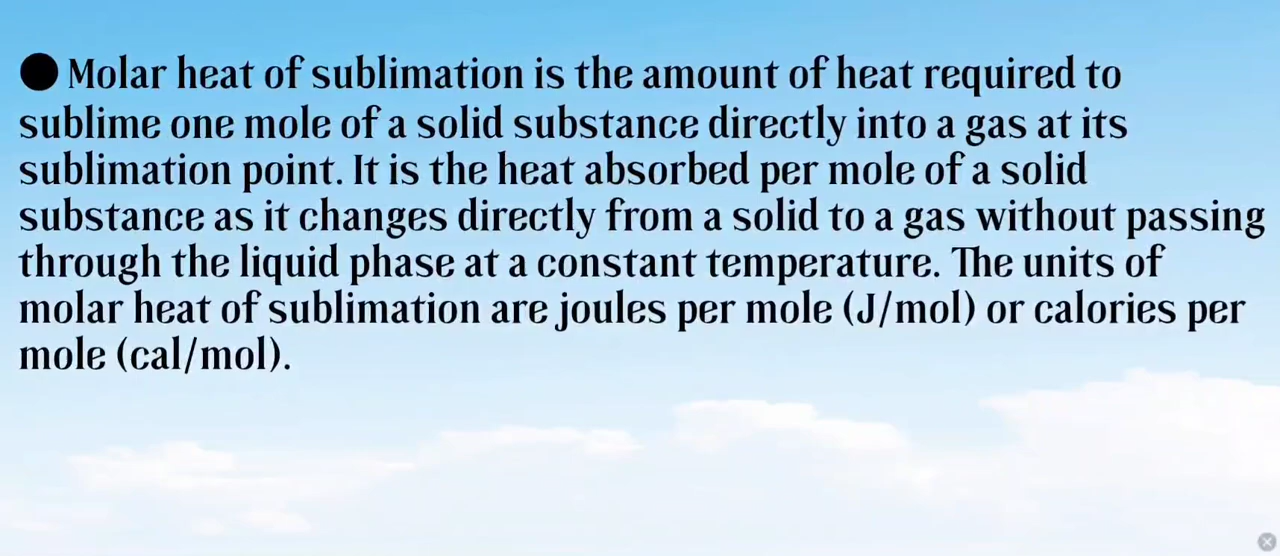 ● Molar heat of sublimation is the amount of heat required to
sublime one mole of a solid substance directly into a gas at its
sublimation point. It is the heat absorbed per mole of a solid
substance as it changes directly from a solid to a gas without passing
through the liquid phase at a constant temperature. The units of
molar heat of sublimation are joules per mole (J/mol) or calories per
mole (cal/mol).